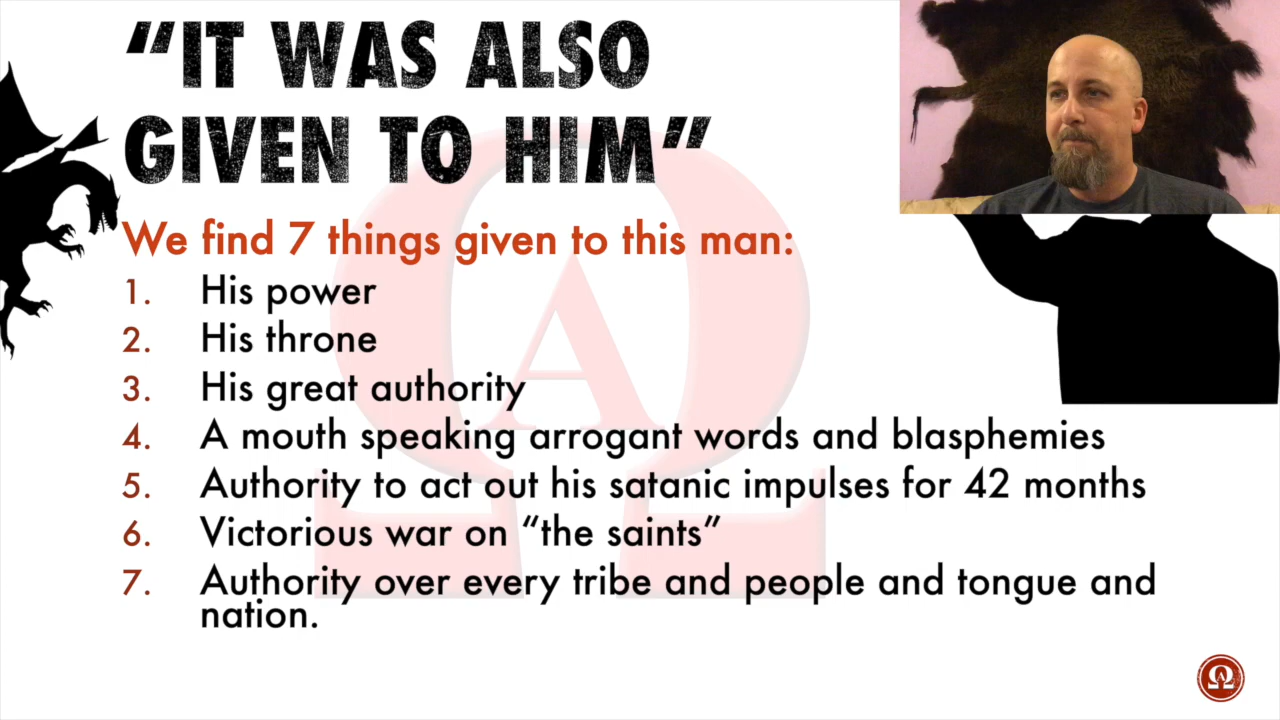 “IT WAS ALSO
GIVEN TO HIM”
We find 7 things given to this man:
1. His power
2. His throne
3. His great authority
4. A mouth speaking arrogant words and blasphemies
5. Authority to act out his satanic impulses for 42 months
6. Victorious war on “the saints”
7. Authority over every tribe and people and tongue and
nation.
ΩA
ΩA